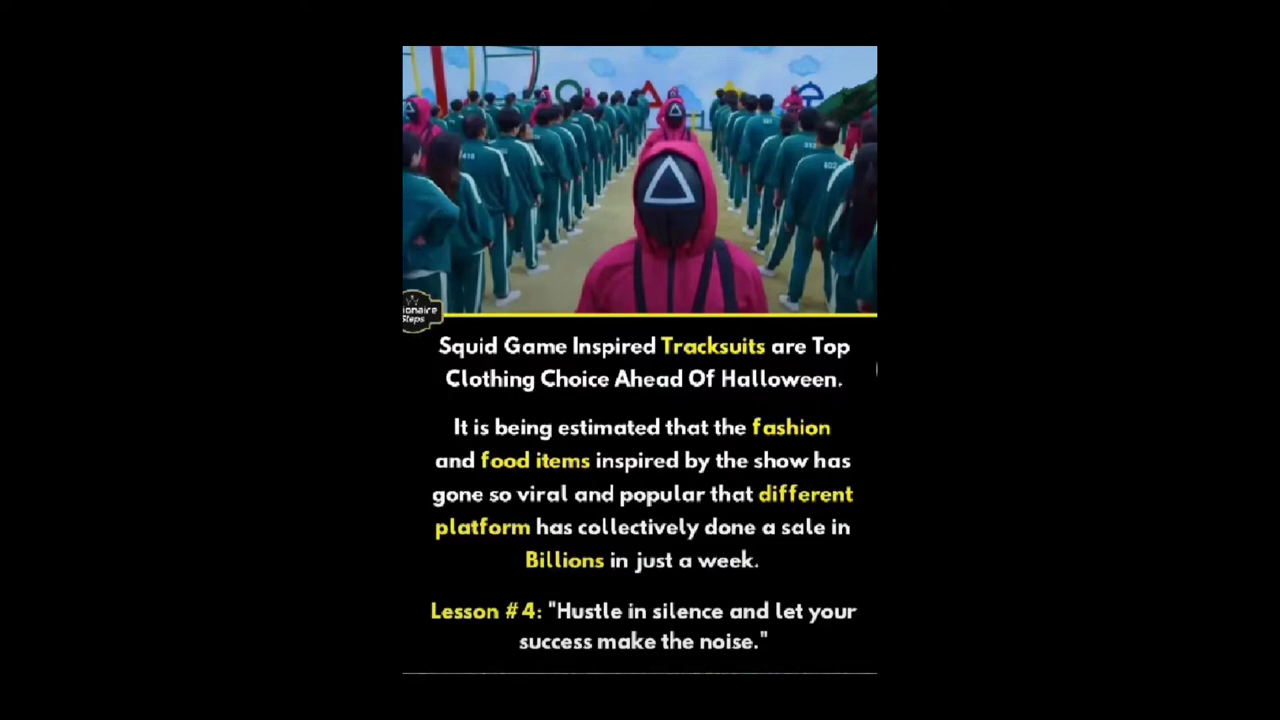 ionaire
Steps
Squid Game Inspired Tracksuits are Top
Clothing Choice Ahead Of Halloween.
It is being estimated that the fashion
and food items inspired by the show has
gone so viral and popular that different
platform has collectively done a sale in
Billions in just a week.
Lesson #4: "Hustle in silence and let your
success make the noise."